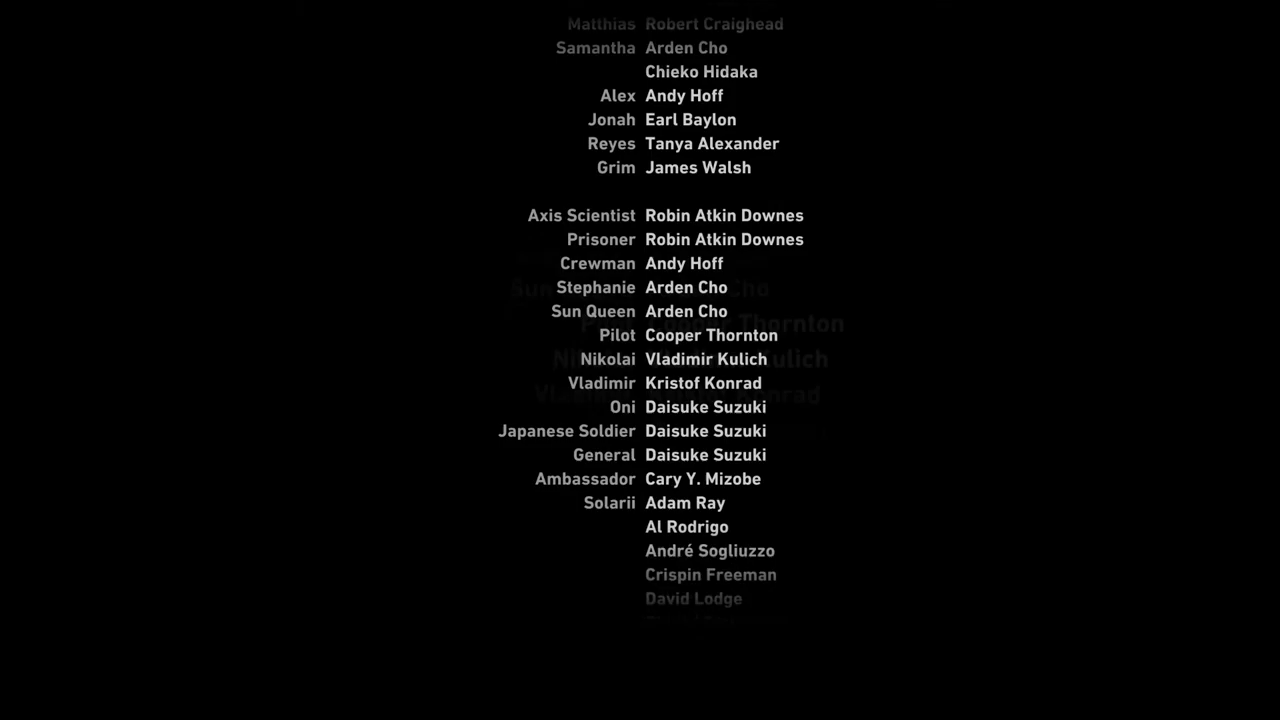 Matthias Robert Craighead
Samantha Arden Cho
Chieko Hidaka
Alex Andy Hoff
Jonah Earl Baylon
Reyes Tanya Alexander
Grim James Walsh
Axis Scientist Robin Atkin Downes
Prisoner Robin Atkin Downes
Crewman Andy Hoff
Stephanie Arden Cho
Sun Queen Arden Cho
Pilot Cooper Thornton
Nikolai Vladimir Kulich
Vladimir Kristof Konrad
Oni Daisuke Suzuki
Japanese Soldier Daisuke Suzuki
General Daisuke Suzuki
Ambassador Cary Y. Mizobe
Solarii Adam Ray
Al Rodrigo
André Sogliuzzo
Crispin Freeman
David Lodge